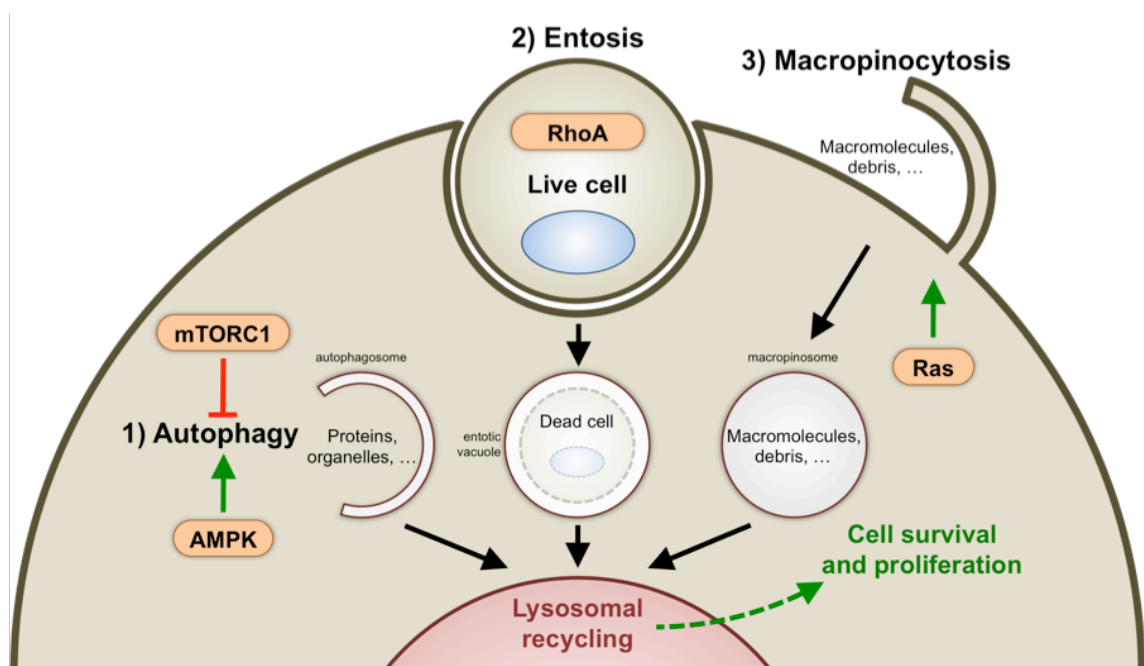 2) Entosis
3) Macropinocytosis
RhoA
Live cell
Macromolecules,
debris, ...
mTORC1
1) Autophagy
AMPK
autophagosome
Proteins,
organelles, ...
entotic
vacuole
Dead cell
macropinosome
Macromolecules,
debris, ...
Ras
Cell survival
and proliferation
Lysosomal
recycling